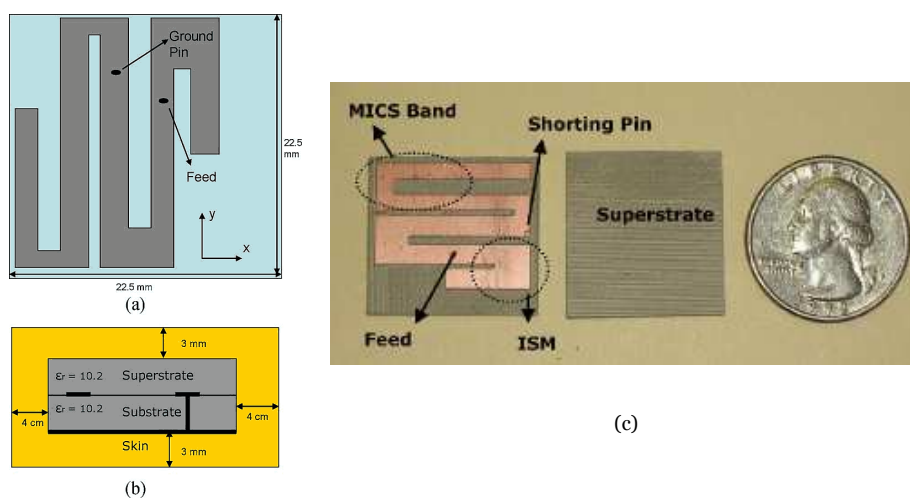 Ground
Pin
Feed
y
x
22.5
mm
22.5 mm
(a)
3 mm
εr = 10.2 Superstrate
εr = 10.2 Substrate
4 cm
4 cm
Skin
3 mm
(b)
MICS Band
Shorting Pin
Superstrate
Feed
ISM
(c)
LIBERTY